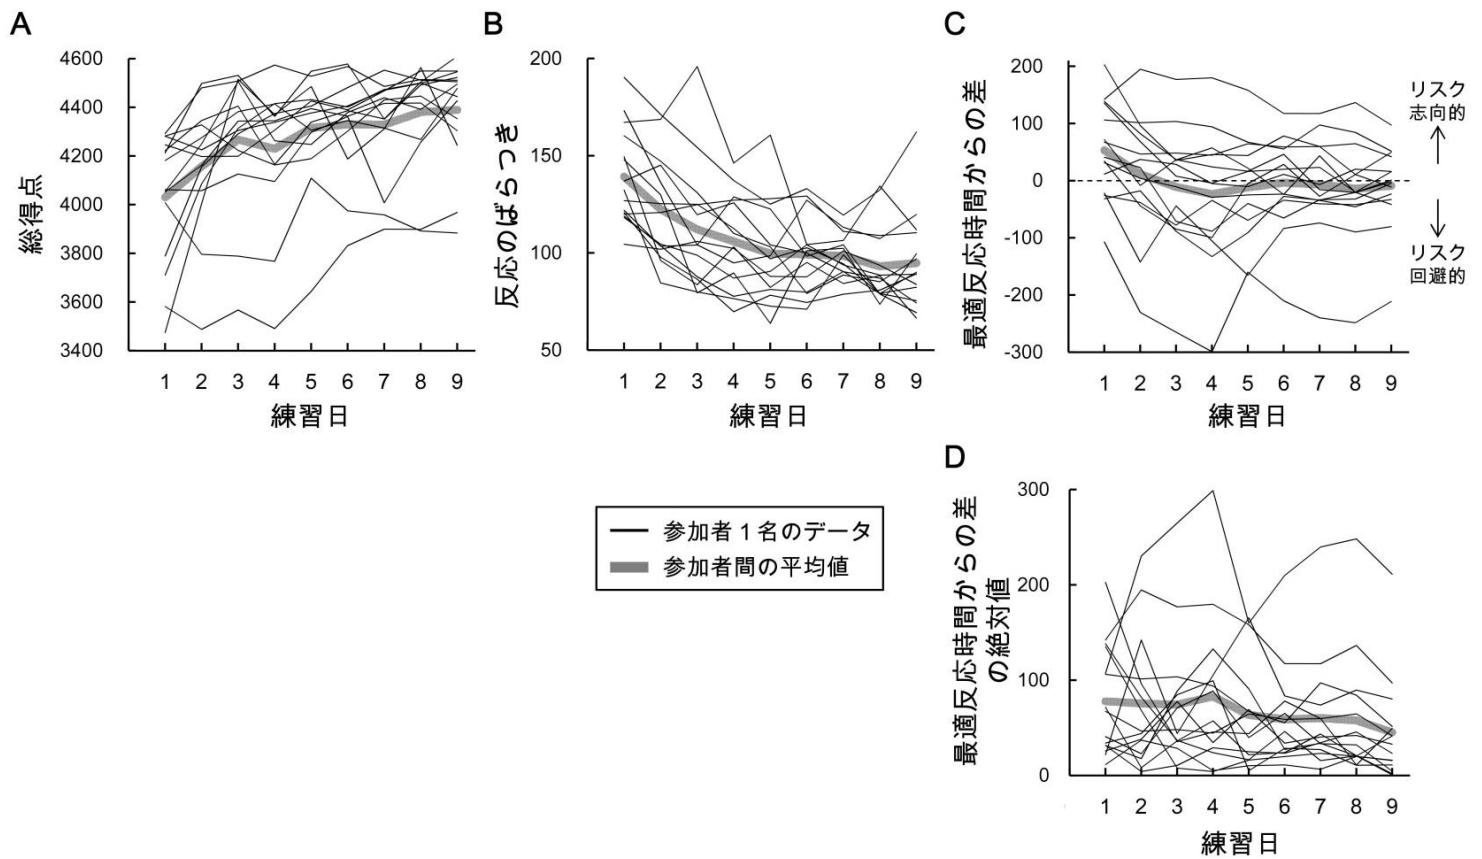 A
総得点
4600
4400
4200
4000
3800
3600
3400
1 2 3 4 5 6 7 8 9
練習日
B
反応のばらつき
200
150
100
50
1 2 3 4 5 6 7 8 9
練習日
C
最適反応時間からの差
200
100
0
-100
-200
-300
1 2 3 4 5 6 7 8 9
練習日
リスク
志向的
リスク
回避的
参加者1名のデータ
参加者間の平均値
D
最適反応時間からの差
の絶対値
300
200
100
0
1 2 3 4 5 6 7 8 9
練習日